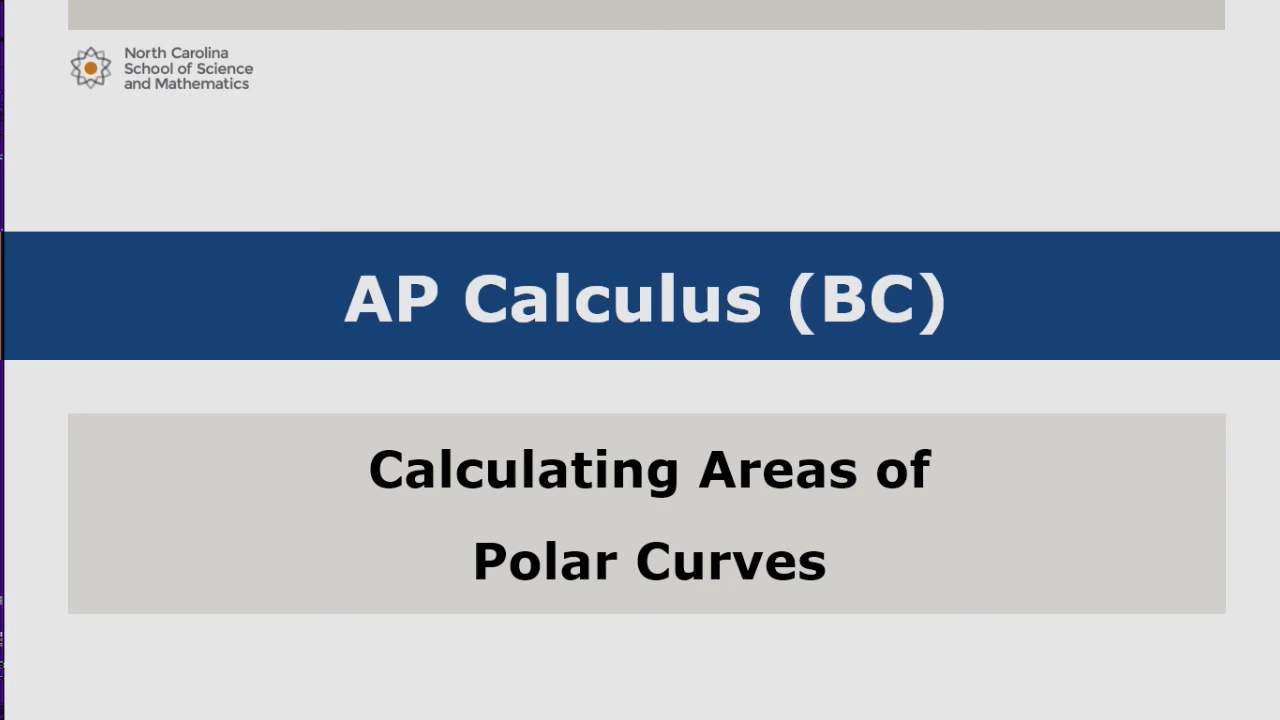 North Carolina
School of Science
and Mathematics
AP Calculus (BC)
Calculating Areas of
Polar Curves